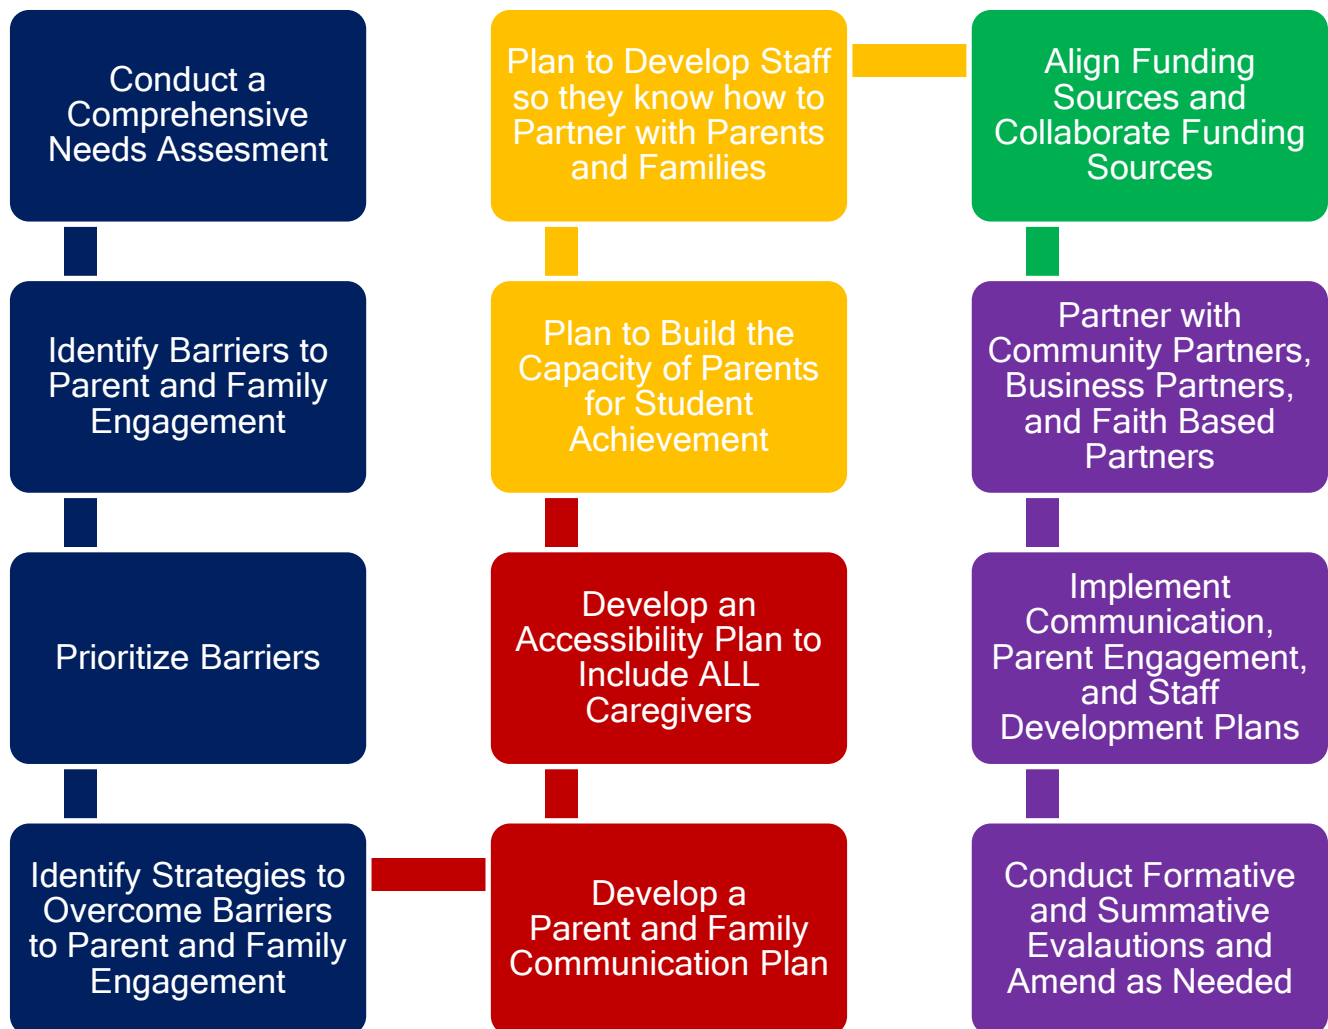 Conduct a
Comprehensive
Needs Assesment
Identify Barriers to
Parent and Family
Engagement
Prioritize Barriers
Identify Strategies to
Overcome Barriers
to Parent and Family
Engagement
Develop a
Parent and Family
Communication Plan
Develop an
Accessibility Plan to
Include ALL
Caregivers
Plan to Build the
Capacity of Parents
for Student
Achievement
Plan to Develop Staff
so they know how to
Partner with Parents
and Families
Align Funding
Sources and
Collaborate Funding
Sources
Partner with
Community Partners,
Business Partners,
and Faith Based
Partners
Implement
Communication,
Parent Engagement,
and Staff
Development Plans
Conduct Formative
and Summative
Evalautions and
Amend as Needed